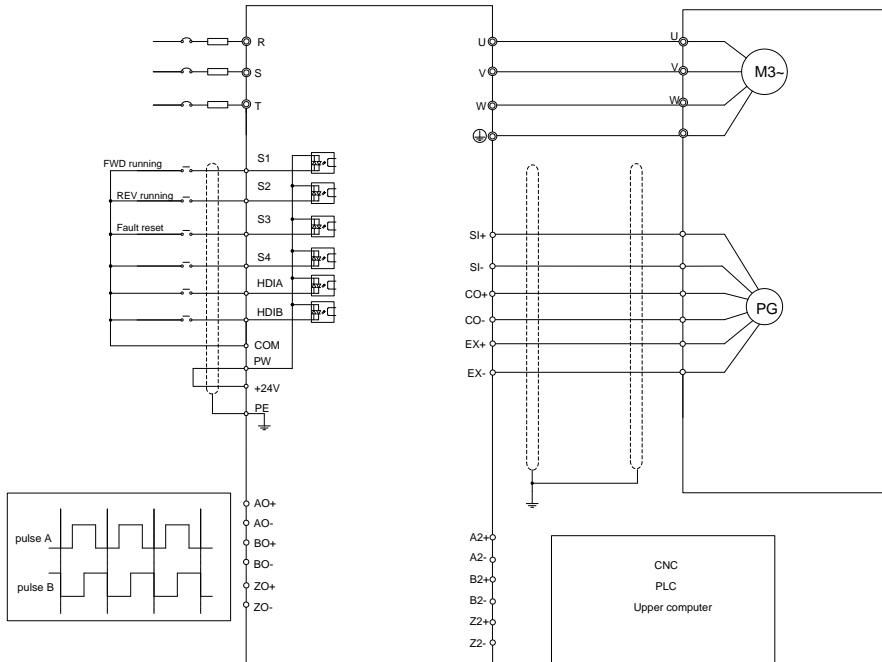 R
S
T
U
V
W
U
V
W
M3~
FWD running
REV running
Fault reset
S1
S2
S3
S4
HDIA
HDIB
COM
PW
+24V
PE
SI+
SI-
CO+
CO-
EX+
EX-
PG
pulse A
pulse B
AO+
AO-
BO+
BO-
ZO+
ZO-
A2+
A2-
B2+
B2-
Z2+
Z2-
CNC
PLC
Upper computer